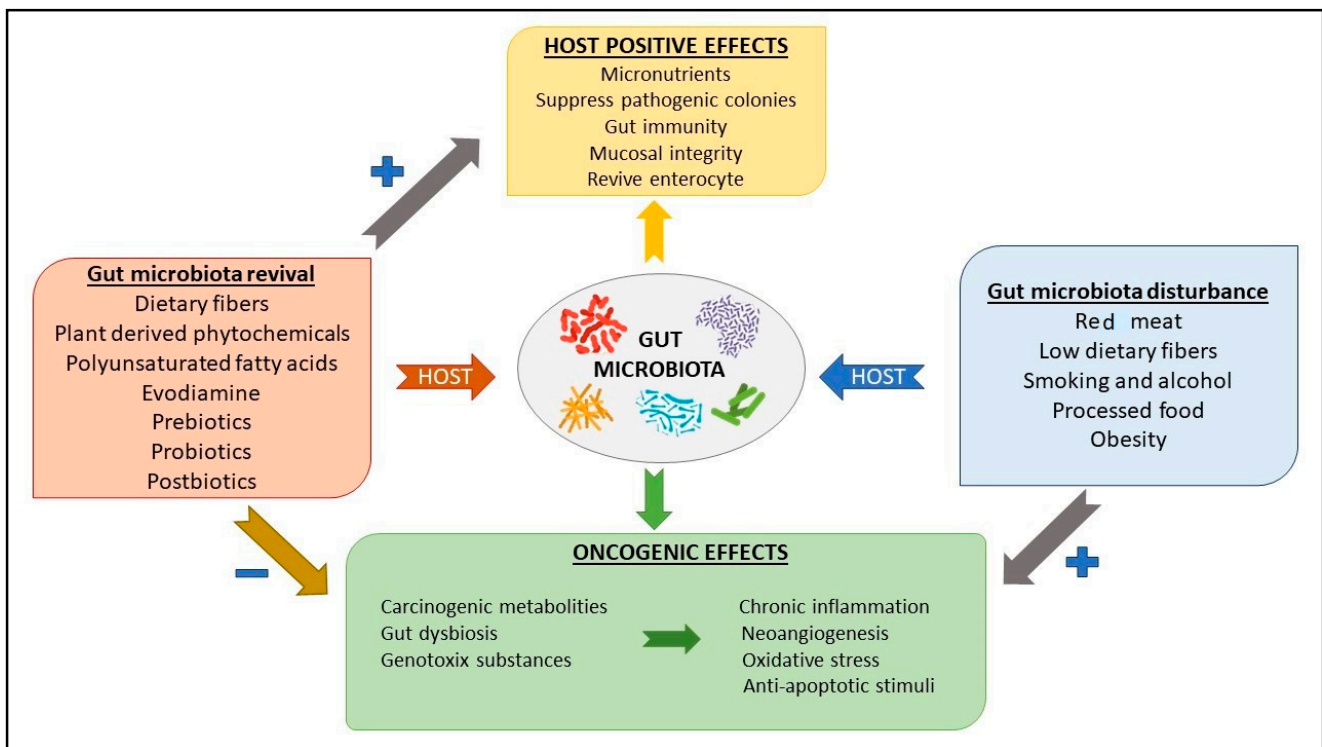 HOST POSITIVE EFFECTS
Micronutrients
Suppress pathogenic colonies
Gut immunity
Mucosal integrity
Revive enterocyte
+
Gut microbiota revival
Dietary fibers
Plant derived phytochemicals
Polyunsaturated fatty acids
Evodiamine
Prebiotics
Probiotics
Postbiotics
HOST
GUT
MICROBIOTA
HOST
Gut microbiota disturbance
Red meat
Low dietary fibers
Smoking and alcohol
Processed food
Obesity
−
+
ONCOGENIC EFFECTS
Carcinogenic metabolities
Gut dysbiosis
Genotoxix substances
Chronic inflammation
Neoangiogenesis
Oxidative stress
Anti-apoptotic stimuli